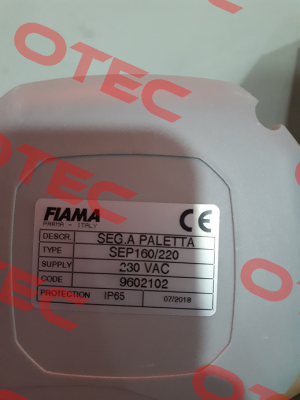 OTEC
FIAMA CE
PARMA - ITALY
DESCR. SEG.A PALETTA
TYPE SEP160/220
SUPPLY 230 VAC
CODE 9602102
PROTECTION IP65 07/2018
OTEC
OTEC